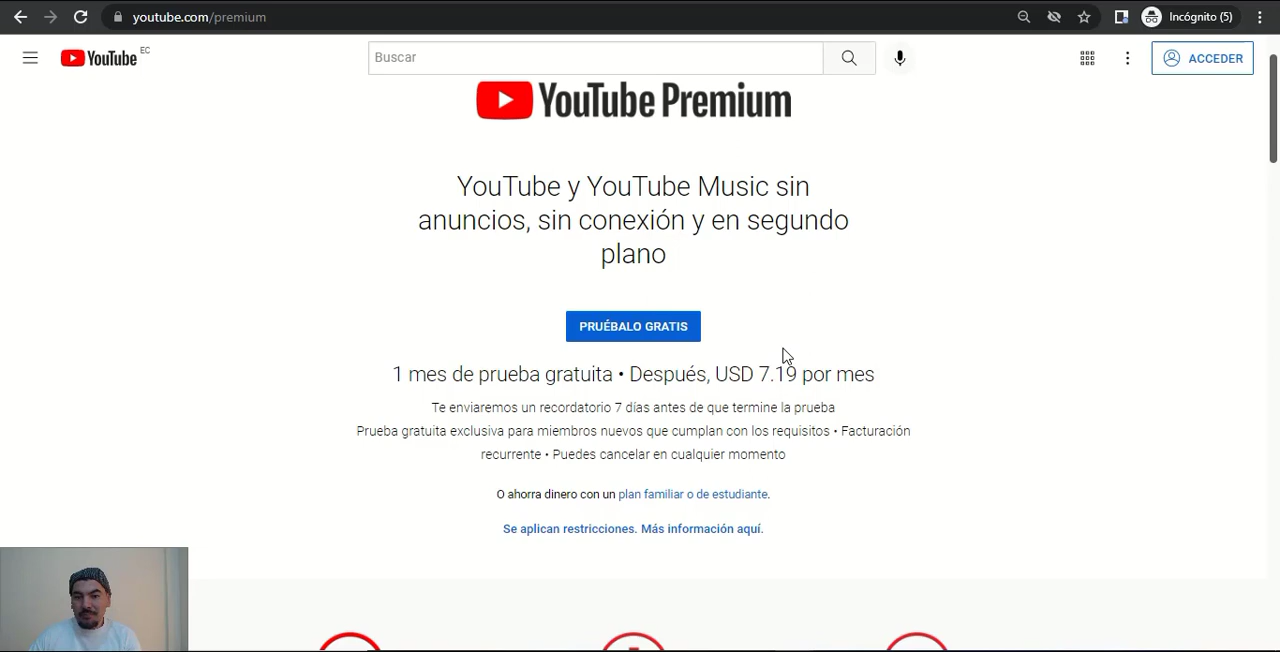 youtube.com/premium
Incógnito (5)
YouTube EC
Buscar
ACCEDER
YouTube Premium
YouTube y YouTube Music sin
anuncios, sin conexión y en segundo
plano
PRUÉBALO GRATIS
1 mes de prueba gratuita • Después, USD 7.19 por mes
Te enviaremos un recordatorio 7 días antes de que termine la prueba
Prueba gratuita exclusiva para miembros nuevos que cumplan con los requisitos • Facturación
recurrente • Puedes cancelar en cualquier momento
O ahorra dinero con un plan familiar o de estudiante.
Se aplican restricciones. Más información aquí.